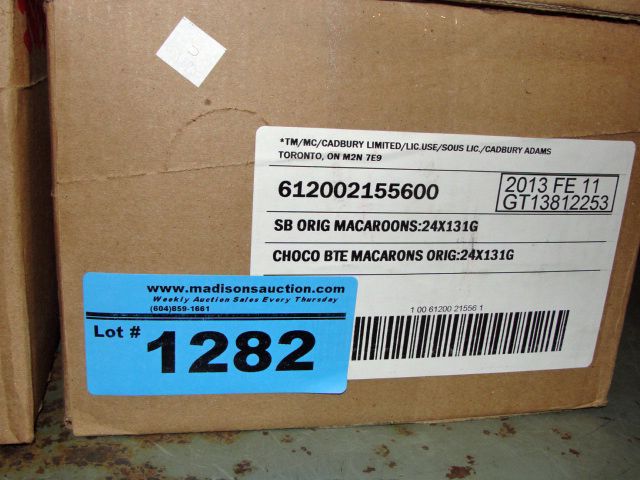 U
*TM/MC/CADBURY LIMITED/LIC.USE/SOUS LIC./CADBURY ADAMS
TORONTO, ON M2N 7E9
612002155600
2013 FE 11
GT13812253
SB ORIG MACAROONS:24X131G
CHOCO BTE MACARONS ORIG:24X131G
1 00 61200 21556 1
www.madisonsauction.com
Weekly Auction Sales Every Thursday
(604)859-1661
Lot # 1282